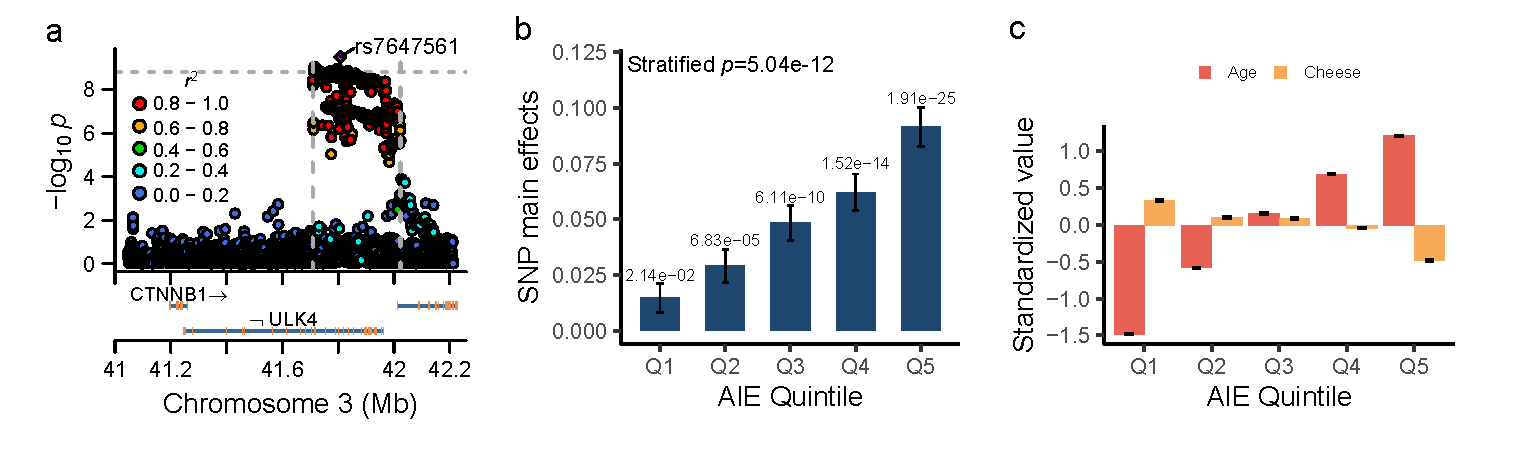 a
rs7647561
r²
0.8 − 1.0
0.6 − 0.8
0.4 − 0.6
0.2 − 0.4
0.0 − 0.2
−log10 p
8
6
4
2
0
CTNNB1→
¬ ULK4
41 41.2 41.6 42 42.2
Chromosome 3 (Mb)
b
Stratified p=5.04e-12
SNP main effects
0.125
0.100
0.075
0.050
0.025
0.000
2.14e−02
6.83e−05
6.11e−10
1.52e−14
1.91e−25
Q1 Q2 Q3 Q4 Q5
AIE Quintile
c
Age Cheese
Standardized value
1.0
0.5
0.0
−0.5
−1.0
−1.5
Q1 Q2 Q3 Q4 Q5
AIE Quintile